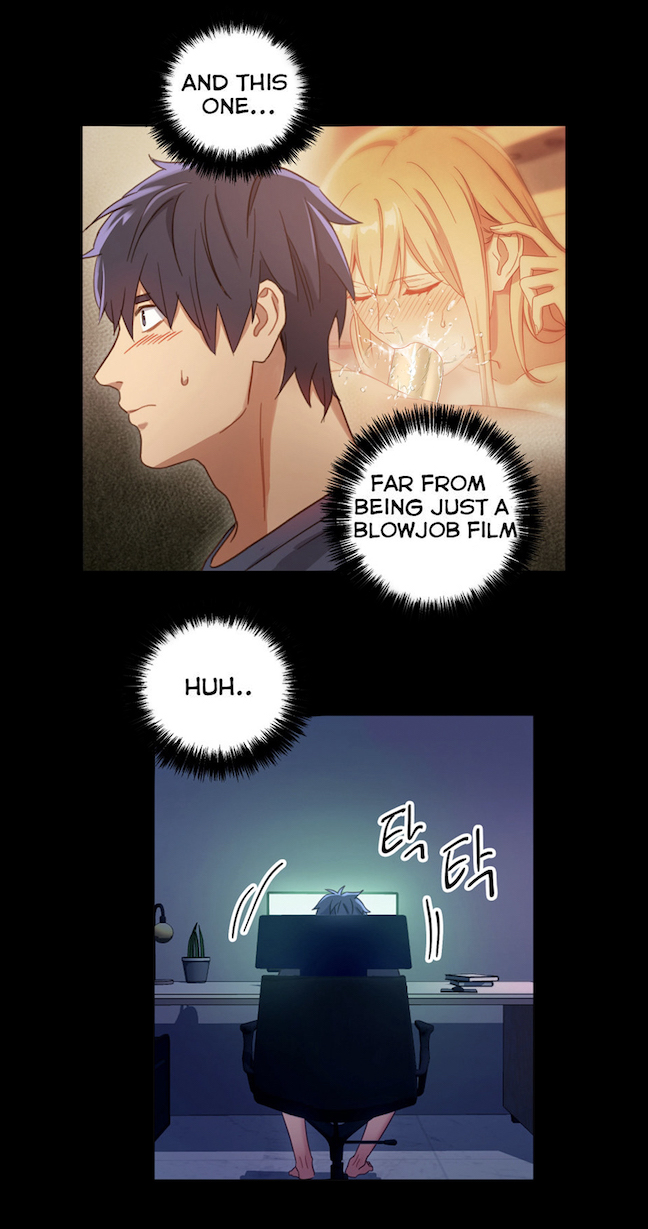 AND THIS
ONE...
FAR FROM
BEING JUST A
BLOWJOB FILM
HUH..
탁
탁